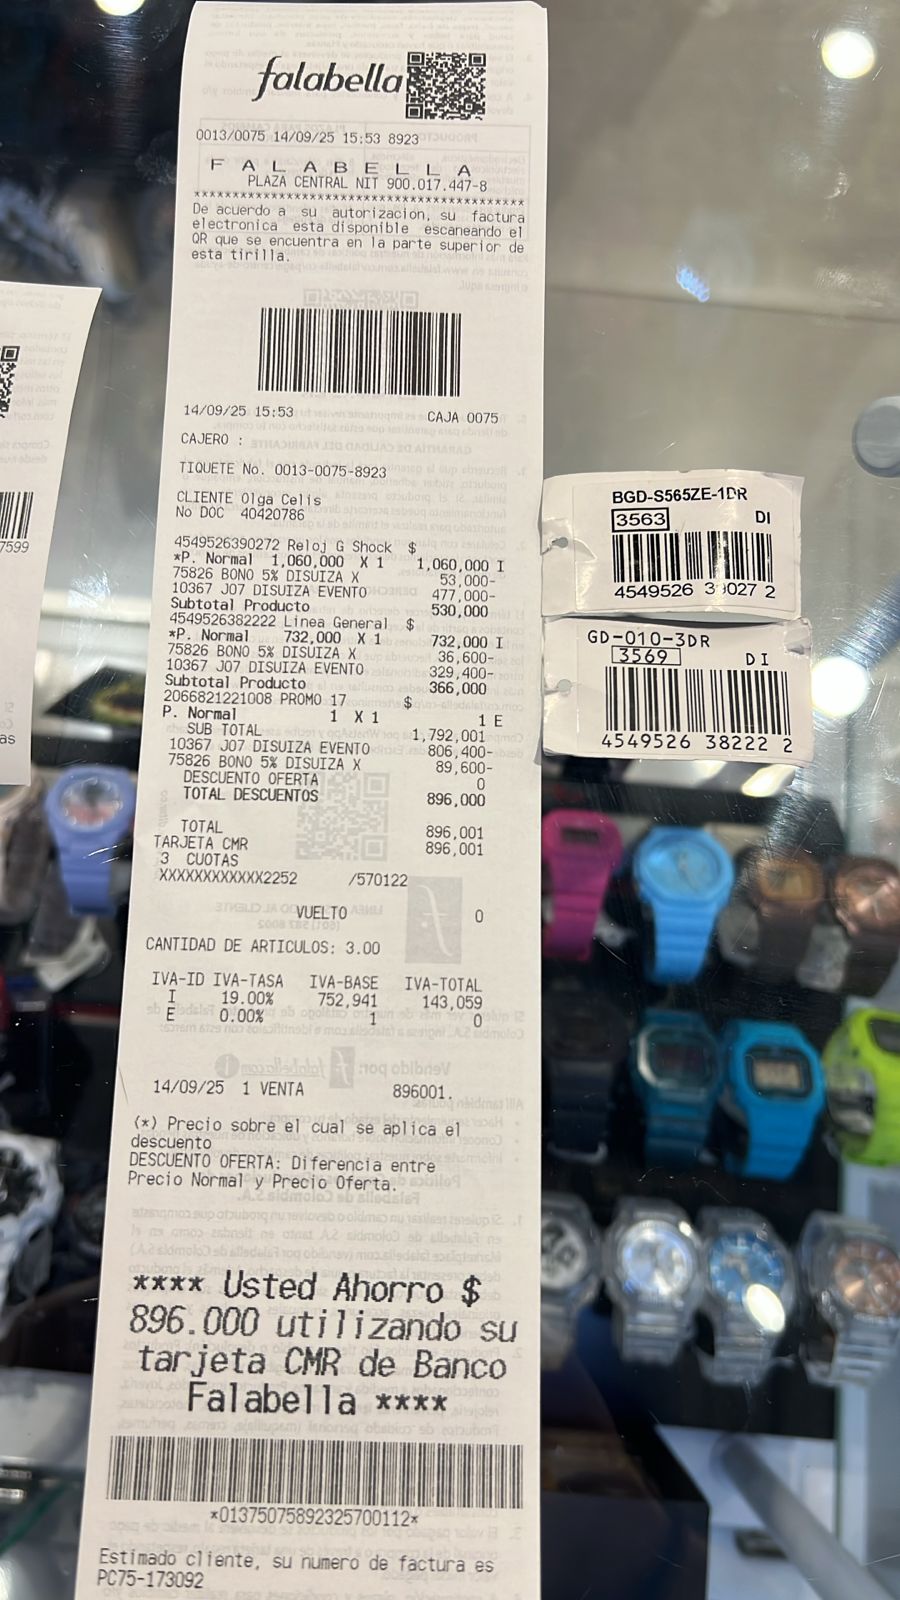 falabella
0013/0075 14/09/25 15:53 8923
F A L A B E L L A
PLAZA CENTRAL NIT 900.017.447-8
************************************************
De acuerdo a su autorizacion, su factura
electronica esta disponible escaneando el
QR que se encuentra en la parte superior de
esta tirilla.
14/09/25 15:53 CAJA 0075
CAJERO :
TIQUETE No. 0013-0075-8923
CLIENTE Olga Celis
No DOC 40420786
4549526390272 Reloj G Shock $
*P. Normal 1,060,000 X 1 1,060,000 I
75826 BONO 5% DISUIZA X 53,000-
10367 J07 DISUIZA EVENTO 477,000-
Subtotal Producto 530,000
4549526382222 Linea General $
*P. Normal 732,000 X 1 732,000 I
75826 BONO 5% DISUIZA X 36,600-
10367 J07 DISUIZA EVENTO 329,400-
Subtotal Producto 366,000
2066821221008 PROMO 17 $
P. Normal 1 X 1 1 E
SUB TOTAL 1,792,001
10367 J07 DISUIZA EVENTO 806,400-
75826 BONO 5% DISUIZA X 89,600-
DESCUENTO OFERTA 0
TOTAL DESCUENTOS 896,000
TOTAL 896,001
TARJETA CMR 896,001
3 CUOTAS
XXXXXXXXXXXX2252 /570122
VUELTO 0
CANTIDAD DE ARTICULOS: 3.00
IVA-ID IVA-TASA IVA-BASE IVA-TOTAL
I 19.00% 752,941 143,059
E 0.00% 1 0
14/09/25 1 VENTA 896001.
(*) Precio sobre el cual se aplica el
descuento
DESCUENTO OFERTA: Diferencia entre
Precio Normal y Precio Oferta.
**** Usted Ahorro $
896.000 utilizando su
tarjeta CMR de Banco
Falabella ****
*01375075892325700112*
Estimado cliente, su numero de factura es
PC75-173092
BGD-S565ZE-1DR
3563 DI
4549526 39027 2
GD-010-3DR
3569 DI
4549526 38222 2
7599
as